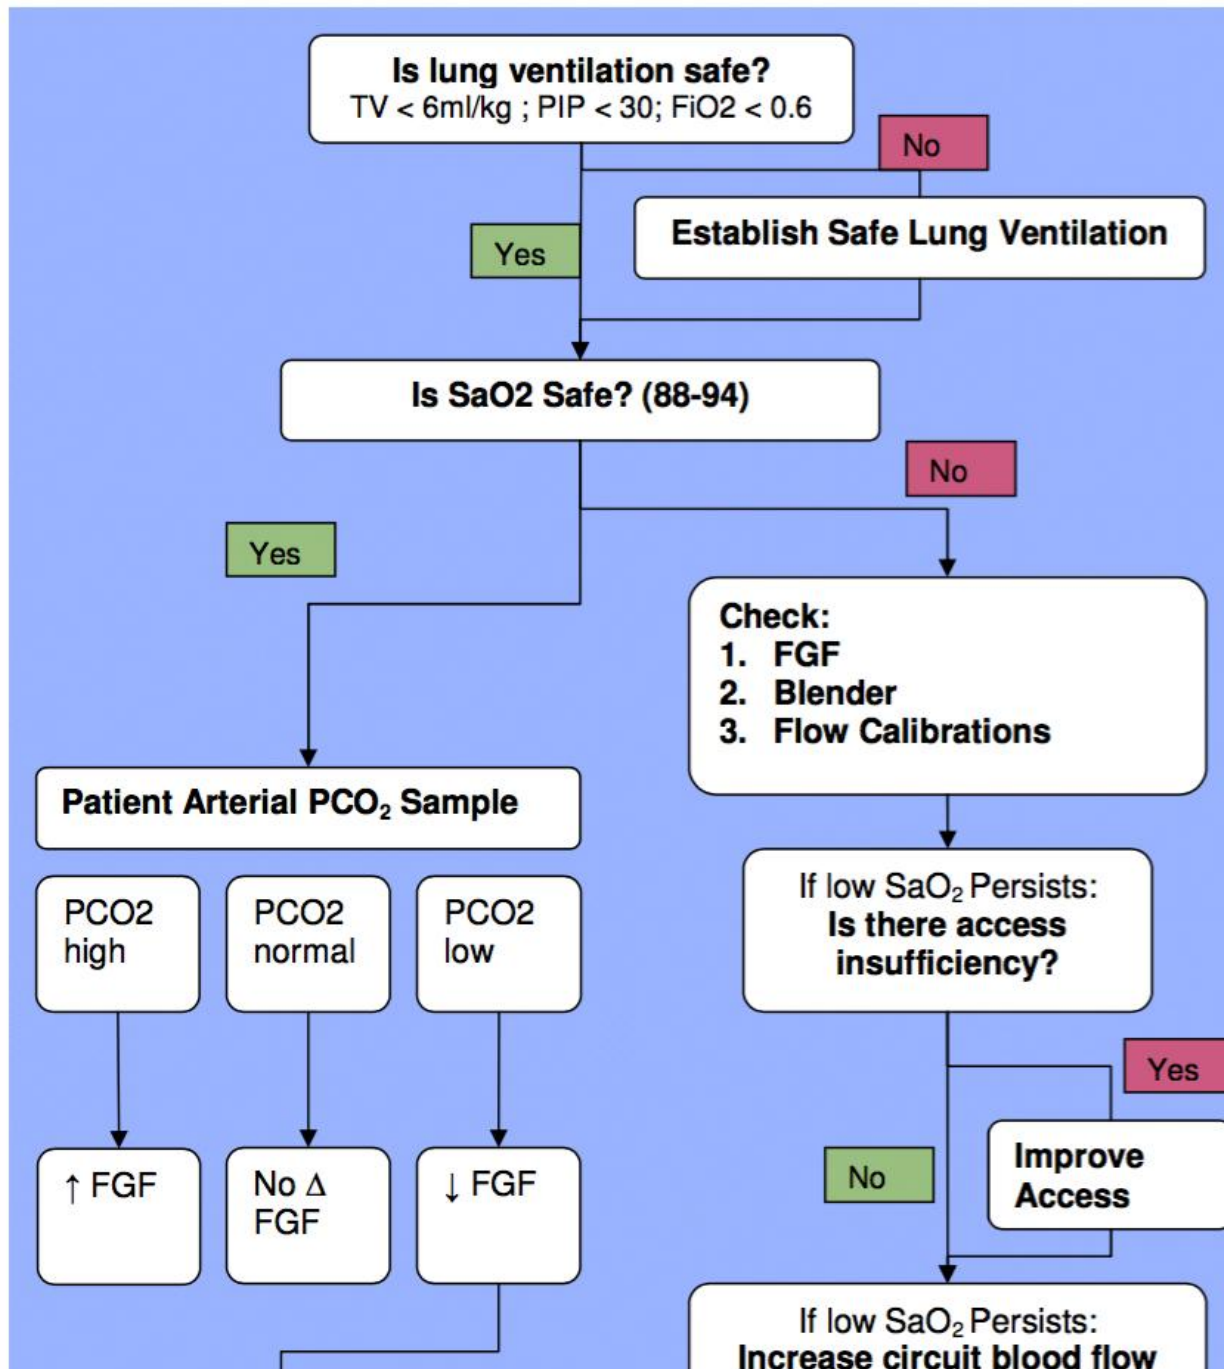 Is lung ventilation safe?
TV < 6ml/kg ; PIP < 30; FiO2 < 0.6
No
Establish Safe Lung Ventilation
Yes
Is SaO2 Safe? (88-94)
No
Yes
Check:
1. FGF
2. Blender
3. Flow Calibrations
Patient Arterial PCO₂ Sample
PCO2
high
PCO2
normal
PCO2
low
If low SaO₂ Persists:
Is there access
insufficiency?
Yes
↑ FGF
No Δ
FGF
↓ FGF
No
Improve
Access
If low SaO₂ Persists:
Increase circuit blood flow